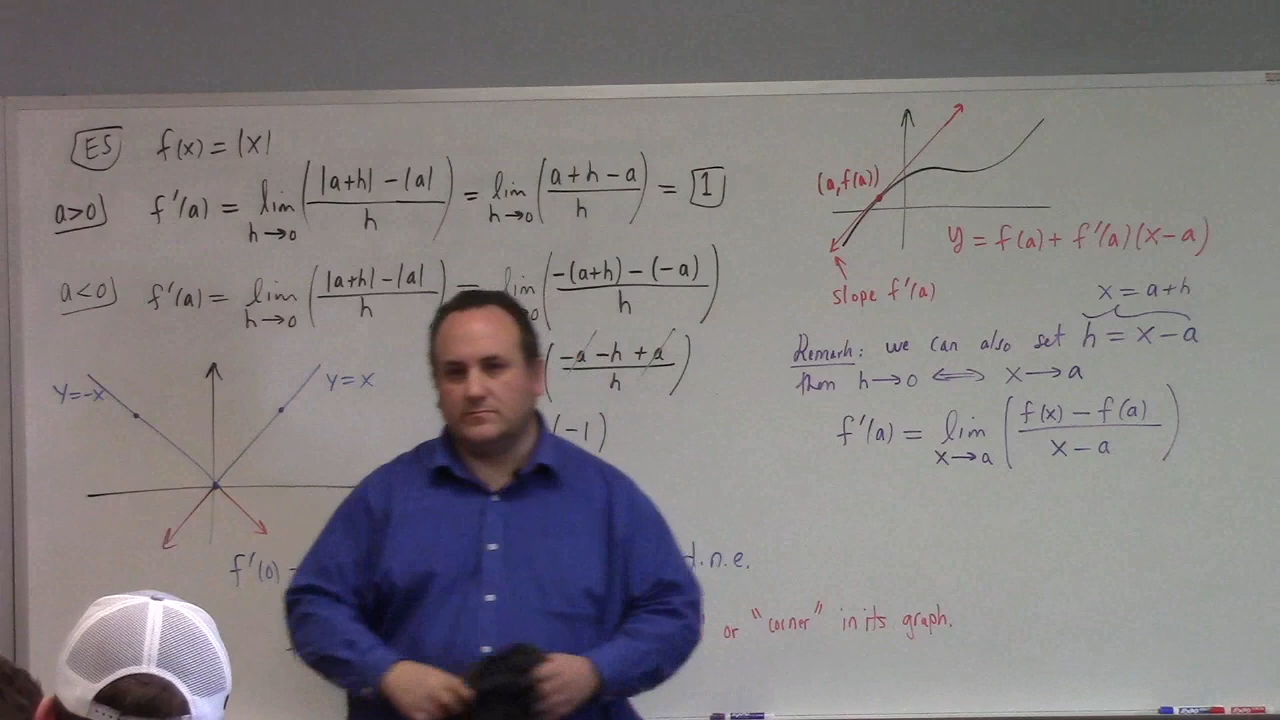 E5 f(x) = |x|
a>0) f'(a) = lim h→0 (|a+h| - |a| / h) = lim h→0 (a+h-a / h) = 1
a<0) f'(a) = lim h→0 (|a+h| - |a| / h) = lim h→0 (-(a+h) - (-a) / h)
(-a - h + a / h)
(-1)
y=-x
y=x
f'(0)
d.n.e.
or "corner" in its graph.
(a, f(a))
y = f(a) + f'(a)(x-a)
slope f'(a)
x = a+h
Remark: we can also set h = x-a
then h→0 ⟺ x→a
f'(a) = lim x→a (f(x) - f(a) / x-a)